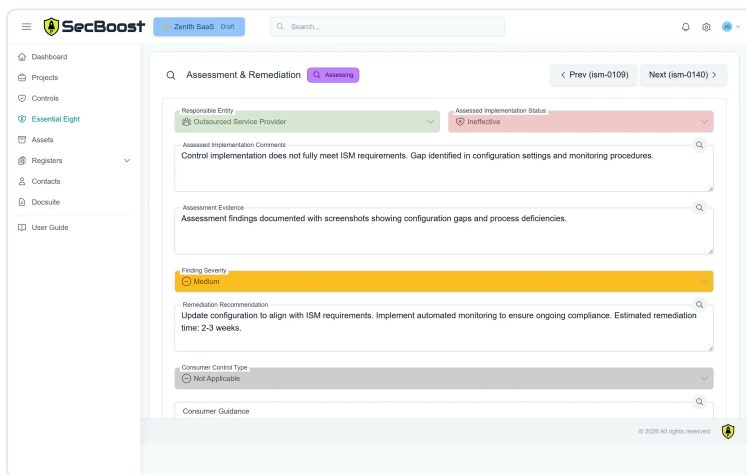 SecBoost
Zenith SaaS Draft
Search...
JG
Dashboard
Projects
Controls
Essential Eight
Assets
Registers
Contacts
Docsuite
User Guide
Assessment & Remediation
Assessing
Prev (ism-0109)
Next (ism-0140)
Responsible Entity
Outsourced Service Provider
Assessed Implementation Status
Ineffective
Assessed Implementation Comments
Control implementation does not fully meet ISM requirements. Gap identified in configuration settings and monitoring procedures.
Assessment Evidence
Assessment findings documented with screenshots showing configuration gaps and process deficiencies.
Finding Severity
Medium
Remediation Recommendation
Update configuration to align with ISM requirements. Implement automated monitoring to ensure ongoing compliance. Estimated remediation
time: 2-3 weeks.
Consumer Control Type
Not Applicable
Consumer Guidance
© 2026 All rights reserved.